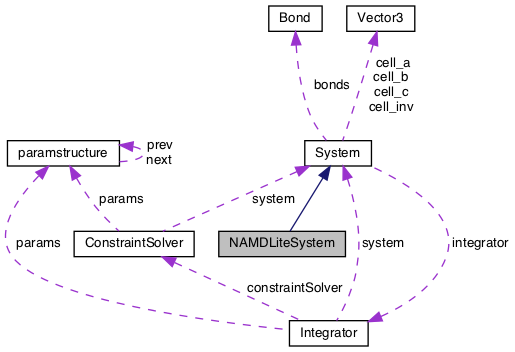 Bond
Vector3
bonds
cell_a
cell_b
cell_c
cell_inv
paramstructure
prev
next
System
params
system
params
ConstraintSolver
NAMDLiteSystem
system
integrator
constraintSolver
Integrator